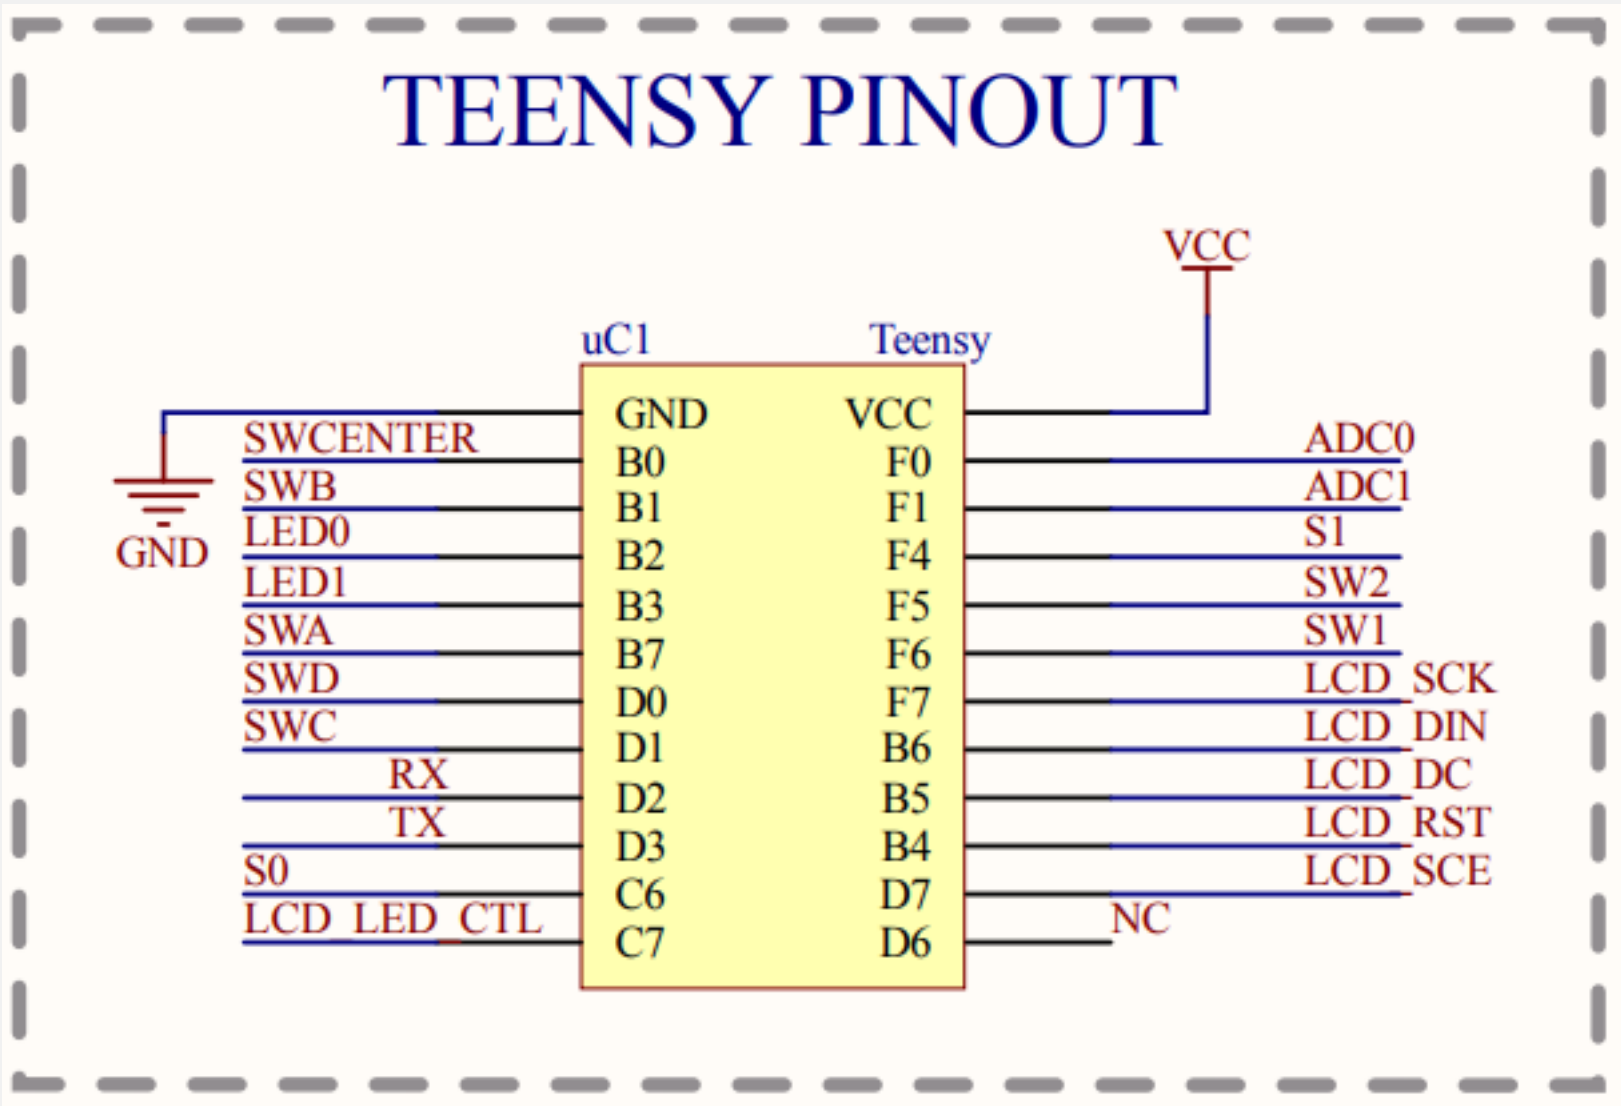 TEENSY PINOUT
VCC
uC1 Teensy
GND VCC
SWCENTER ADC0
B0 F0
SWB ADC1
B1 F1
LED0 S1
GND B2 F4
LED1 SW2
B3 F5
SWA SW1
B7 F6
SWD LCD_SCK
D0 F7
SWC LCD_DIN
D1 B6
RX LCD_DC
D2 B5
TX LCD_RST
D3 B4
S0 LCD_SCE
C6 D7
LCD_LED_CTL NC
C7 D6